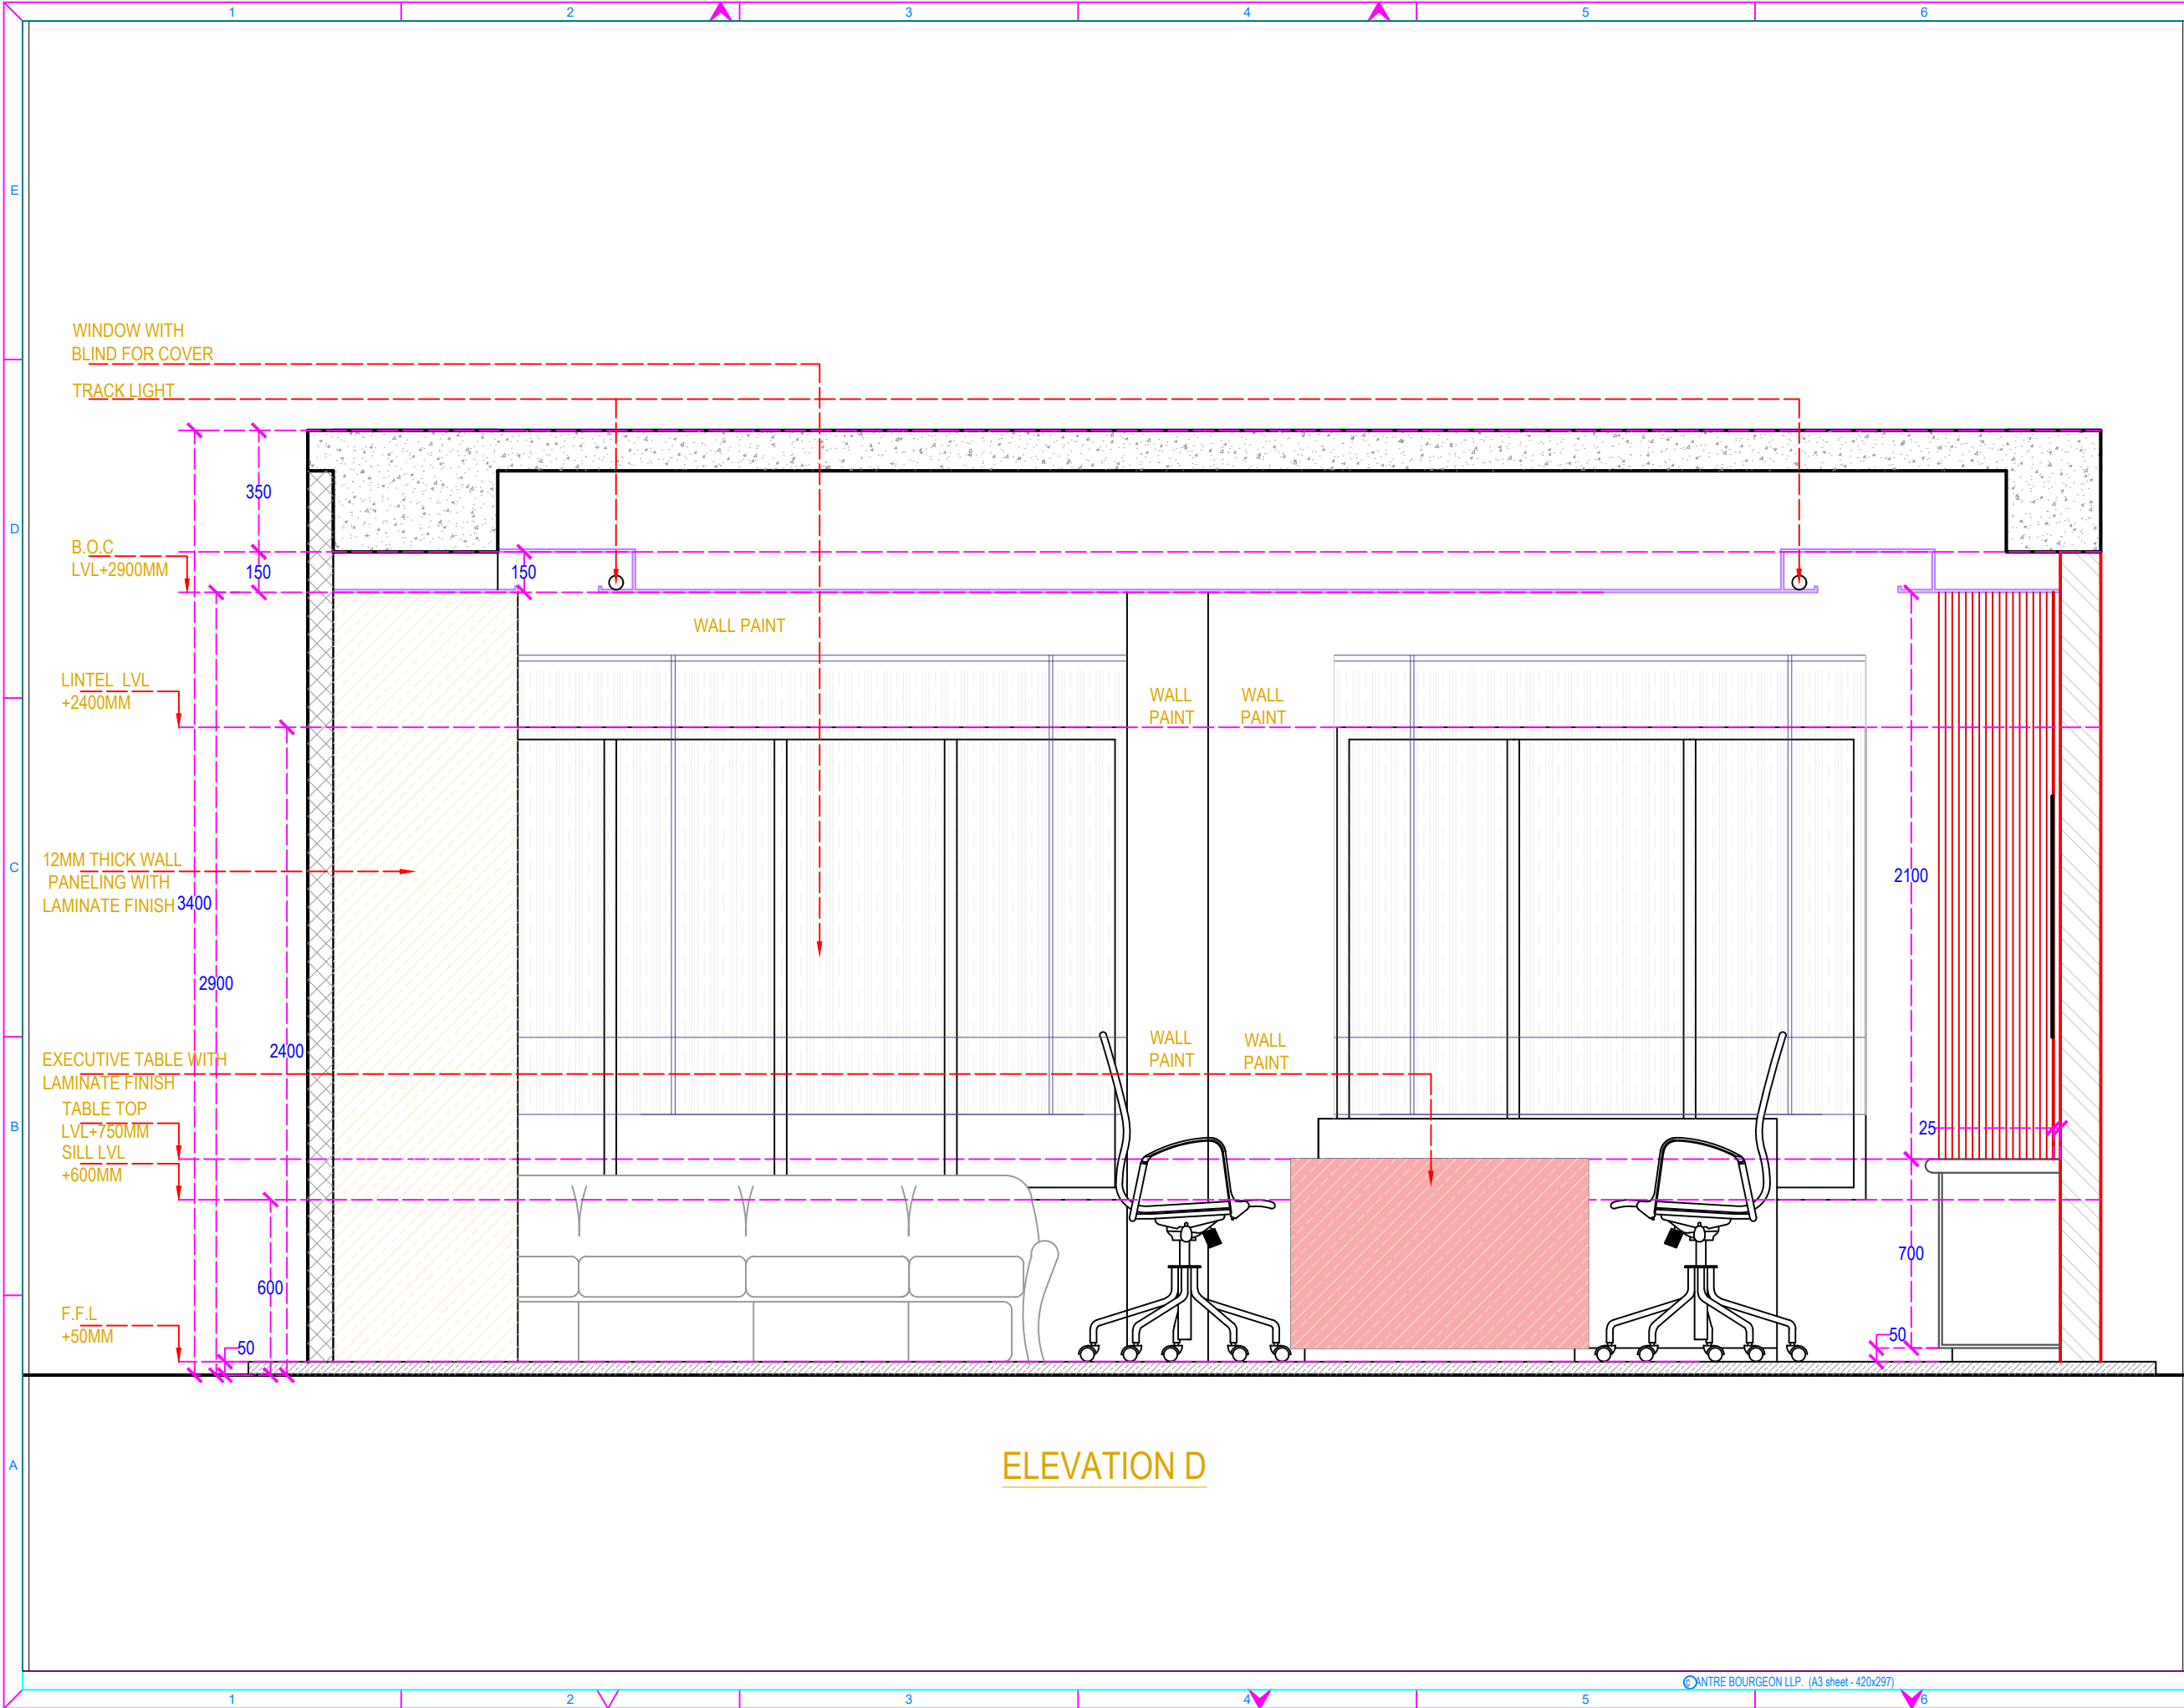 1 2 3 4 5 6
E
WINDOW WITH
BLIND FOR COVER
TRACK LIGHT
350
D
B.O.C
LVL+2900MM
150
150
WALL PAINT
LINTEL LVL
+2400MM
WALL
PAINT
WALL
PAINT
C
12MM THICK WALL
PANELING WITH
LAMINATE FINISH
3400
2100
2900
2400
EXECUTIVE TABLE WITH
LAMINATE FINISH
WALL
PAINT
WALL
PAINT
B
TABLE TOP
LVL+750MM
SILL LVL
+600MM
25
700
600
F.F.L
+50MM
50
50
A
ELEVATION D
© ANTRE BOURGEON LLP. (A3 sheet - 420x297)
1 2 3 4 5 6